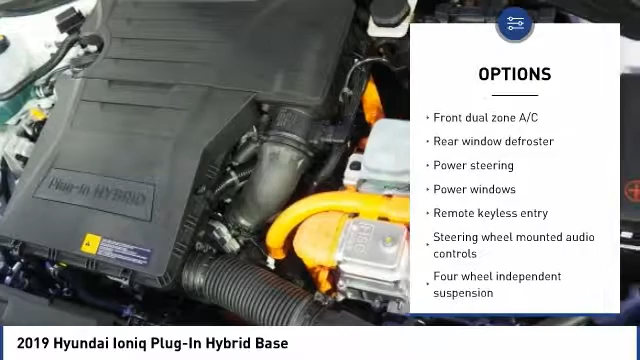 OPTIONS
Front dual zone A/C
Rear window defroster
Power steering
Power windows
Remote keyless entry
Steering wheel mounted audio
controls
Four wheel independent
suspension
Plug-in HYBRID
2019 Hyundai Ioniq Plug-In Hybrid Base